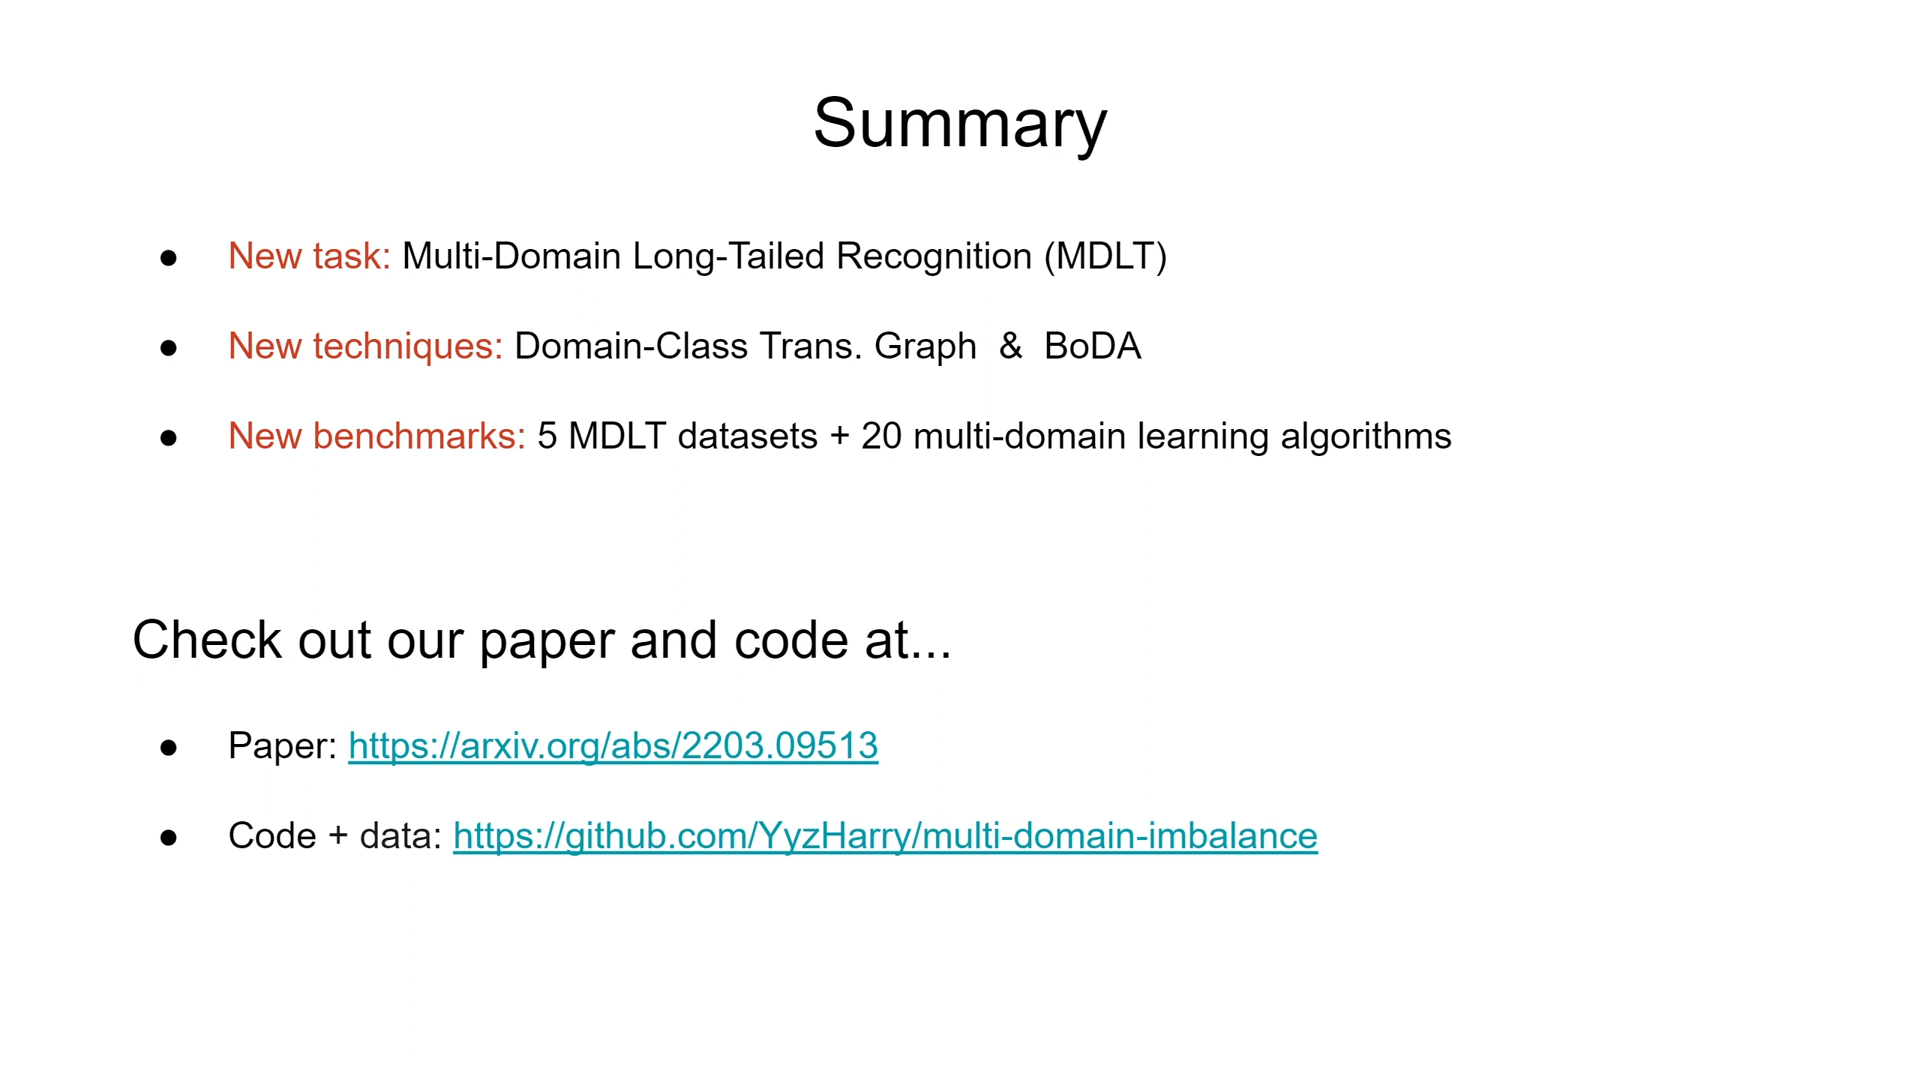 Summary
● New task: Multi-Domain Long-Tailed Recognition (MDLT)
● New techniques: Domain-Class Trans. Graph & BoDA
● New benchmarks: 5 MDLT datasets + 20 multi-domain learning algorithms
Check out our paper and code at...
● Paper: https://arxiv.org/abs/2203.09513
● Code + data: https://github.com/YyzHarry/multi-domain-imbalance